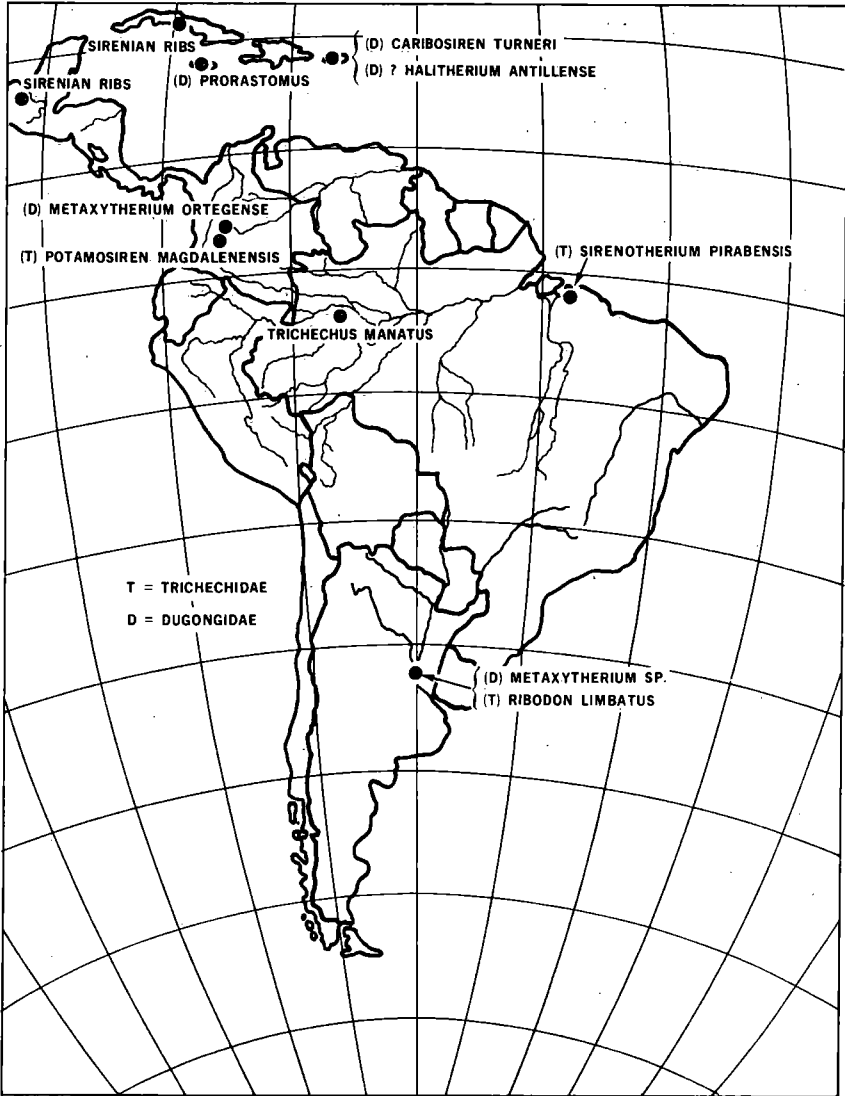 SIRENIAN RIBS
(D) CARIBOSIREN TURNERI
(D) ? HALITHERIUM ANTILLENSE
(D) PRORASTOMUS
SIRENIAN RIBS
(D) METAXYTHERIUM ORTEGENSE
(T) POTAMOSIREN MAGDALENENSIS
(T) SIRENOTHERIUM PIRABENSIS
TRICHECHUS MANATUS
T = TRICHECHIDAE
D = DUGONGIDAE
(D) METAXYTHERIUM SP.
(T) RIBODON LIMBATUS